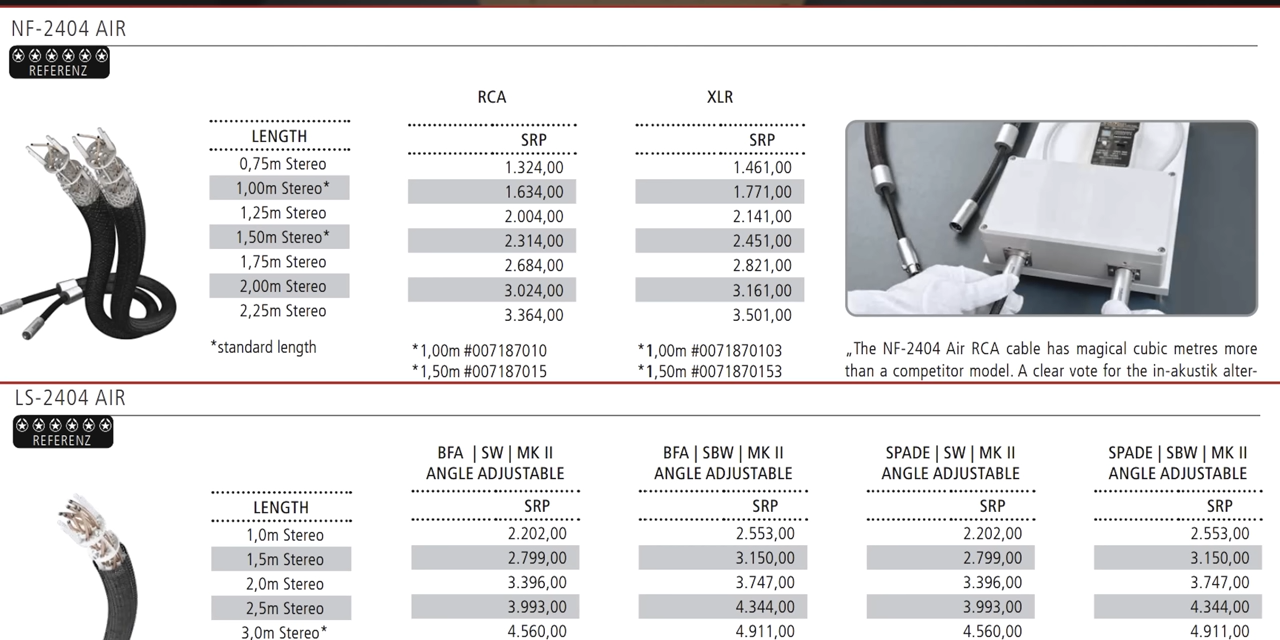 NF-2404 AIR
REFERENZ
RCA XLR
LENGTH SRP SRP
0,75m Stereo 1.324,00 1.461,00
1,00m Stereo* 1.634,00 1.771,00
1,25m Stereo 2.004,00 2.141,00
1,50m Stereo* 2.314,00 2.451,00
1,75m Stereo 2.684,00 2.821,00
2,00m Stereo 3.024,00 3.161,00
2,25m Stereo 3.364,00 3.501,00
*standard length *1,00m #007187010 *1,00m #0071870103
*1,50m #007187015 *1,50m #0071870153
„The NF-2404 Air RCA cable has magical cubic metres more
than a competitor model. A clear vote for the in-akustik alter-
LS-2404 AIR
REFERENZ
BFA | SW | MK II BFA | SBW | MK II SPADE | SW | MK II SPADE | SBW | MK II
ANGLE ADJUSTABLE ANGLE ADJUSTABLE ANGLE ADJUSTABLE ANGLE ADJUSTABLE
LENGTH SRP SRP SRP SRP
1,0m Stereo 2.202,00 2.553,00 2.202,00 2.553,00
1,5m Stereo 2.799,00 3.150,00 2.799,00 3.150,00
2,0m Stereo 3.396,00 3.747,00 3.396,00 3.747,00
2,5m Stereo 3.993,00 4.344,00 3.993,00 4.344,00
3,0m Stereo* 4.560,00 4.911,00 4.560,00 4.911,00